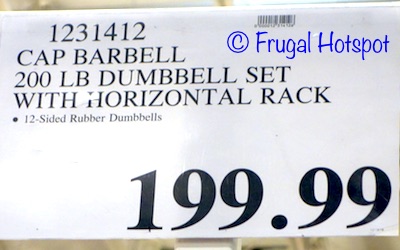 1231412
© Frugal Hotspot
CAP BARBELL
200 LB DUMBBELL SET
WITH HORIZONTAL RACK
• 12-Sided Rubber Dumbbells
199.99